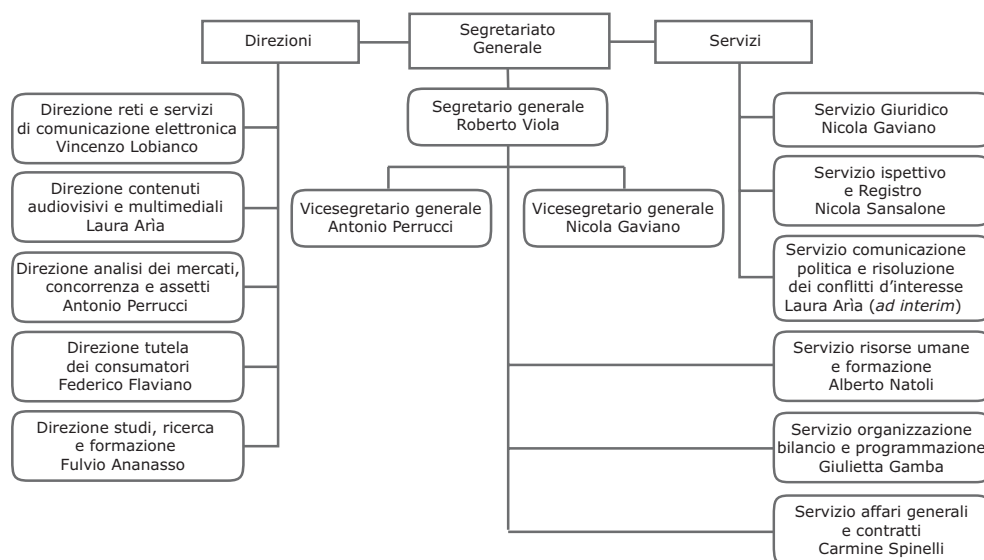 Direzioni
Segretariato
Generale
Servizi
Segretario generale
Roberto Viola
Vicesegretario generale
Antonio Perrucci
Vicesegretario generale
Nicola Gaviano
Direzione reti e servizi
di comunicazione elettronica
Vincenzo Lobianco
Direzione contenuti
audiovisivi e multimediali
Laura Arìa
Direzione analisi dei mercati,
concorrenza e assetti
Antonio Perrucci
Direzione tutela
dei consumatori
Federico Flaviano
Direzione studi, ricerca
e formazione
Fulvio Ananasso
Servizio Giuridico
Nicola Gaviano
Servizio ispettivo
e Registro
Nicola Sansalone
Servizio comunicazione
politica e risoluzione
dei conflitti d’interesse
Laura Arìa (ad interim)
Servizio risorse umane
e formazione
Alberto Natoli
Servizio organizzazione
bilancio e programmazione
Giulietta Gamba
Servizio affari generali
e contratti
Carmine Spinelli